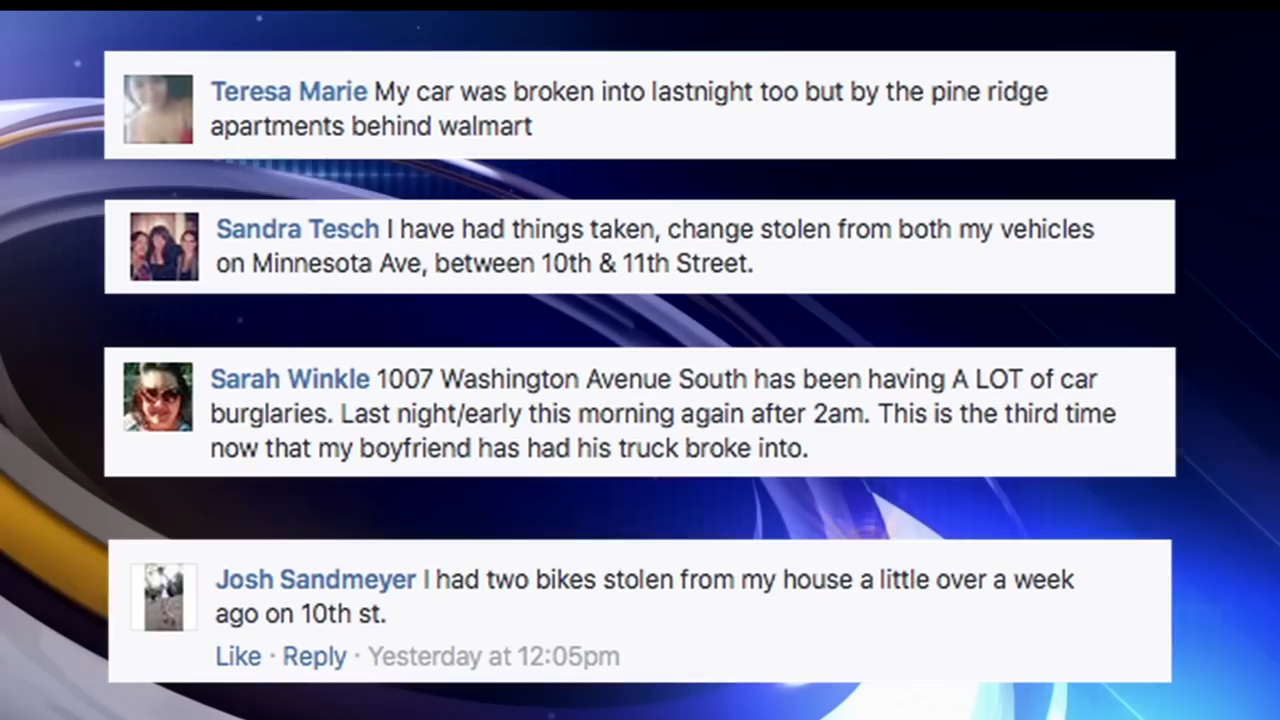 Teresa Marie My car was broken into lastnight too but by the pine ridge
apartments behind walmart
Sandra Tesch I have had things taken, change stolen from both my vehicles
on Minnesota Ave, between 10th & 11th Street.
Sarah Winkle 1007 Washington Avenue South has been having A LOT of car
burglaries. Last night/early this morning again after 2am. This is the third time
now that my boyfriend has had his truck broke into.
Josh Sandmeyer I had two bikes stolen from my house a little over a week
ago on 10th st.
Like · Reply · Yesterday at 12:05pm